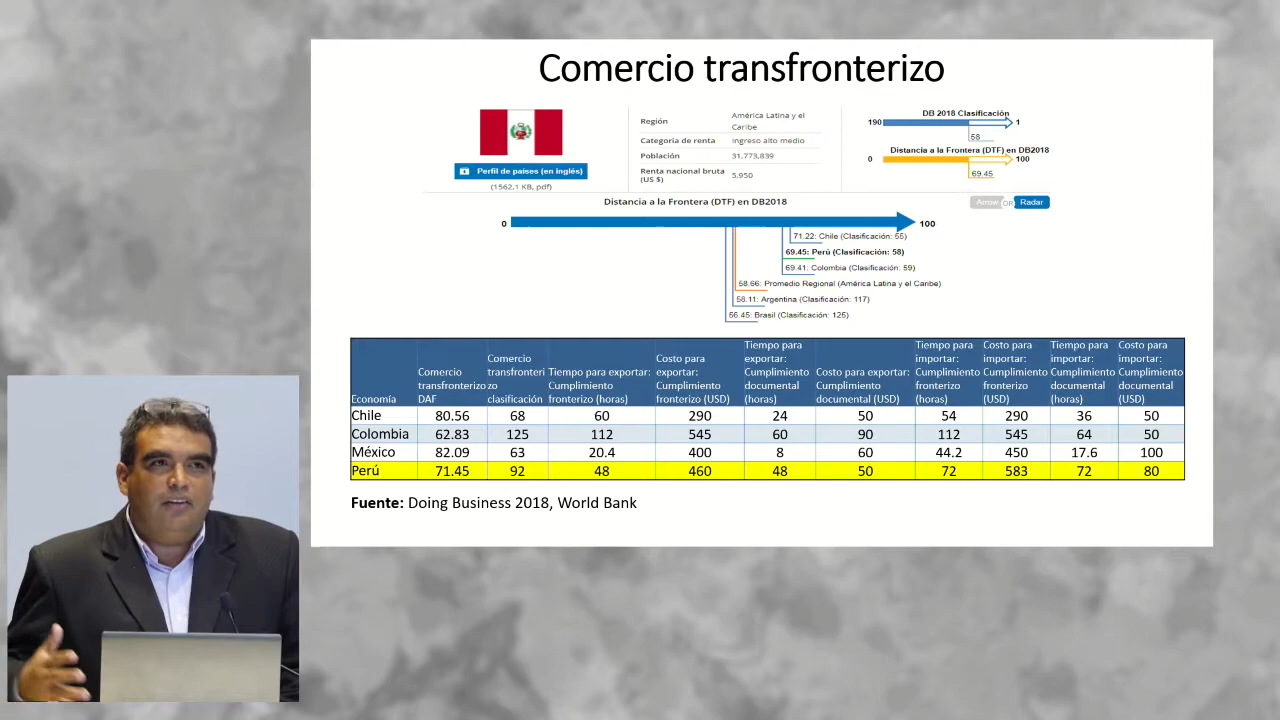 Comercio transfronterizo
Perfil de países (en inglés)
(1562.1 KB, pdf)
Región América Latina y el Caribe
Categoría de renta Ingreso alto medio
Población 31,773,839
Renta nacional bruta (US $) 5,950
DB 2018 Clasificación
190 1
58
Distancia a la Frontera (DTF) en DB2018
0 100
69.45
Distancia a la Frontera (DTF) en DB2018
Arrow OR Radar
0 100
71.22: Chile (Clasificación: 55)
69.45: Perú (Clasificación: 58)
69.41: Colombia (Clasificación: 59)
58.66: Promedio Regional (América Latina y el Caribe)
58.11: Argentina (Clasificación: 117)
56.45: Brasil (Clasificación: 125)
Economía Comercio transfronterizo DAF Comercio transfronterizo clasificación Tiempo para exportar: Cumplimiento fronterizo (horas) Costo para exportar: Cumplimiento fronterizo (USD) Tiempo para exportar: Cumplimiento documental (horas) Costo para exportar: Cumplimiento documental (USD) Tiempo para importar: Cumplimiento fronterizo (horas) Costo para importar: Cumplimiento fronterizo (USD) Tiempo para importar: Cumplimiento documental (horas) Costo para importar: Cumplimiento documental (USD)
Chile 80.56 68 60 290 24 50 54 290 36 50
Colombia 62.83 125 112 545 60 90 112 545 64 50
México 82.09 63 20.4 400 8 60 44.2 450 17.6 100
Perú 71.45 92 48 460 48 50 72 583 72 80
Fuente: Doing Business 2018, World Bank